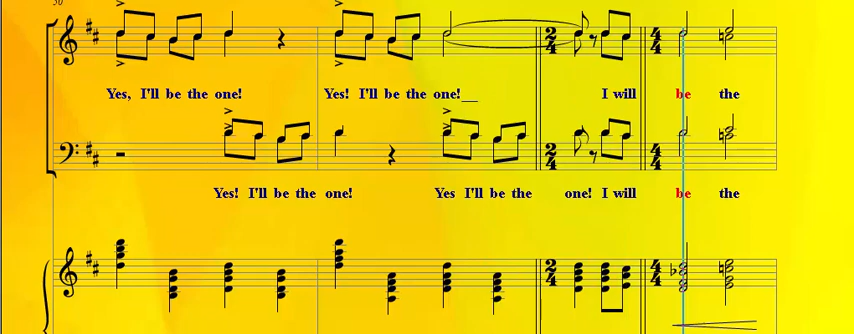 50
Yes, I'll be the one! Yes! I'll be the one!__ I will be the
Yes! I'll be the one! Yes I'll be the one! I will be the